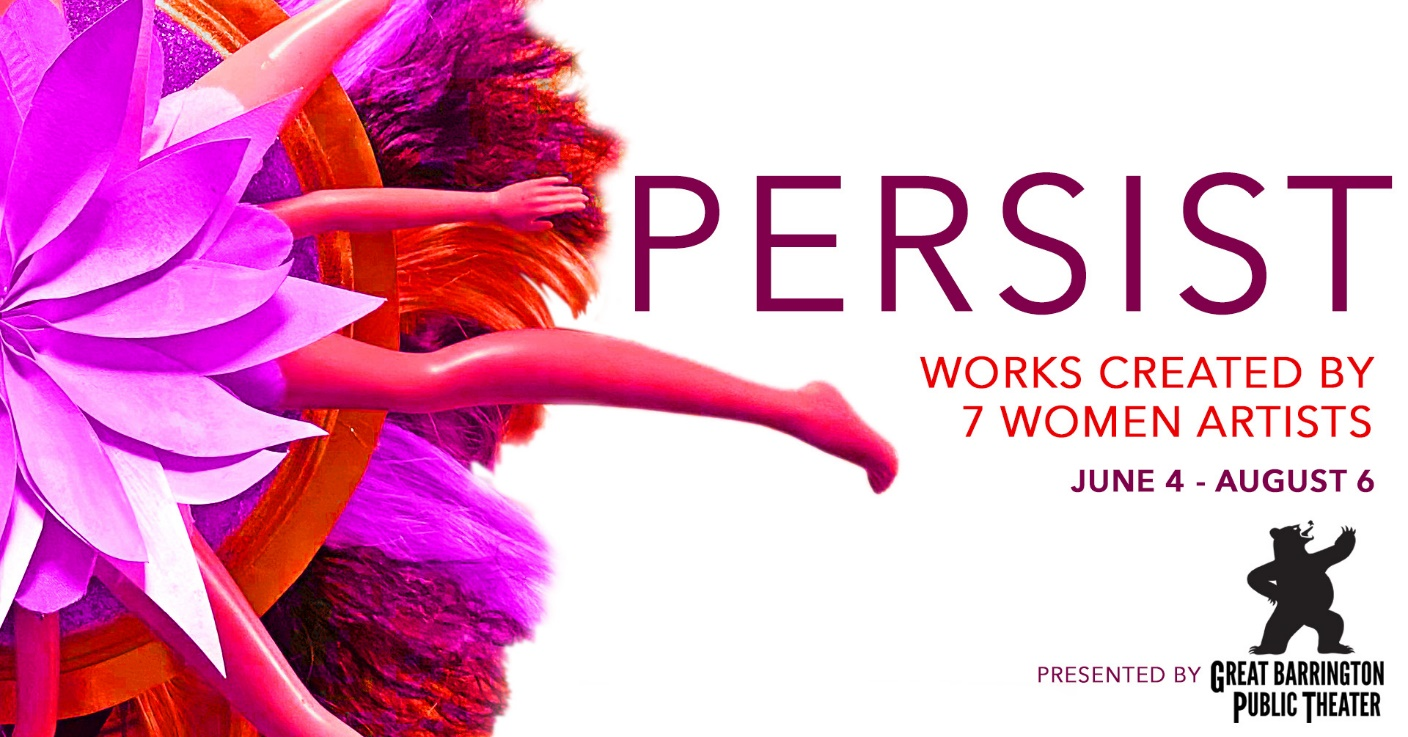 PERSIST
WORKS CREATED BY
7 WOMEN ARTISTS
JUNE 4 - AUGUST 6
PRESENTED BY GREAT BARRINGTON
PUBLIC THEATER